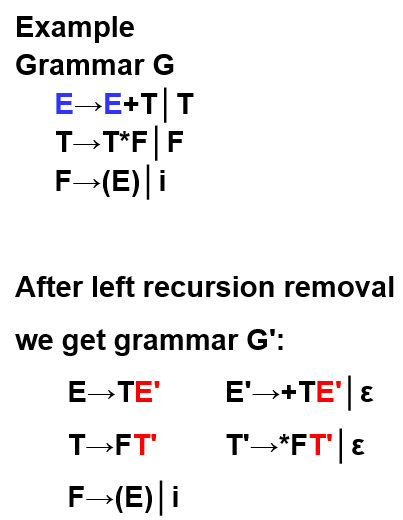 Example
Grammar G
E→E+T│T
T→T*F│F
F→(E)│i
After left recursion removal
we get grammar G':
E→TE' E'→+TE'│ε
T→FT' T'→*FT'│ε
F→(E)│i